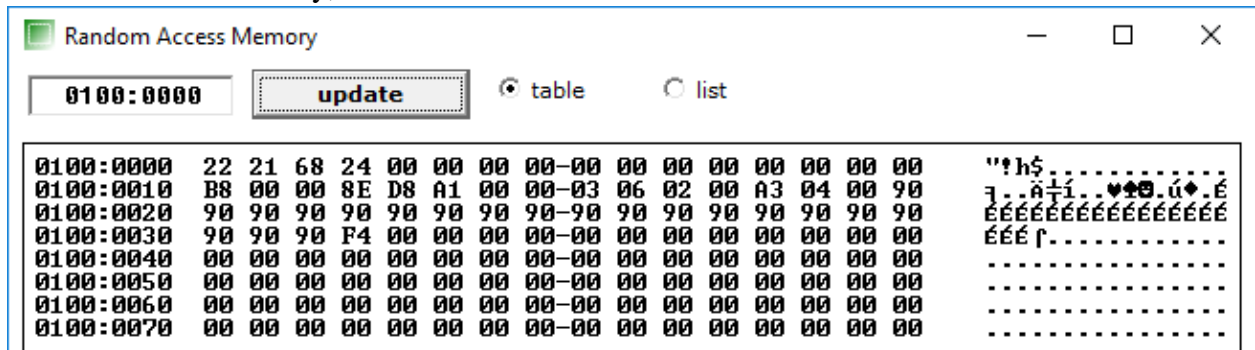 Random Access Memory
0100:0000 update table list
0100:0000 22 21 68 24 00 00 00 00-00 00 00 00 00 00 00 00 "!h$............
0100:0010 B8 00 00 8E D8 A1 00 00-03 06 02 00 A3 04 00 90 ╕..Ä╪í..♥♠☻.ú♦.É
0100:0020 90 90 90 90 90 90 90 90-90 90 90 90 90 90 90 90 ÉÉÉÉÉÉÉÉÉÉÉÉÉÉÉÉ
0100:0030 90 90 90 F4 00 00 00 00-00 00 00 00 00 00 00 00 ÉÉÉ⌠............
0100:0040 00 00 00 00 00 00 00 00-00 00 00 00 00 00 00 00 ................
0100:0050 00 00 00 00 00 00 00 00-00 00 00 00 00 00 00 00 ................
0100:0060 00 00 00 00 00 00 00 00-00 00 00 00 00 00 00 00 ................
0100:0070 00 00 00 00 00 00 00 00-00 00 00 00 00 00 00 00 ................